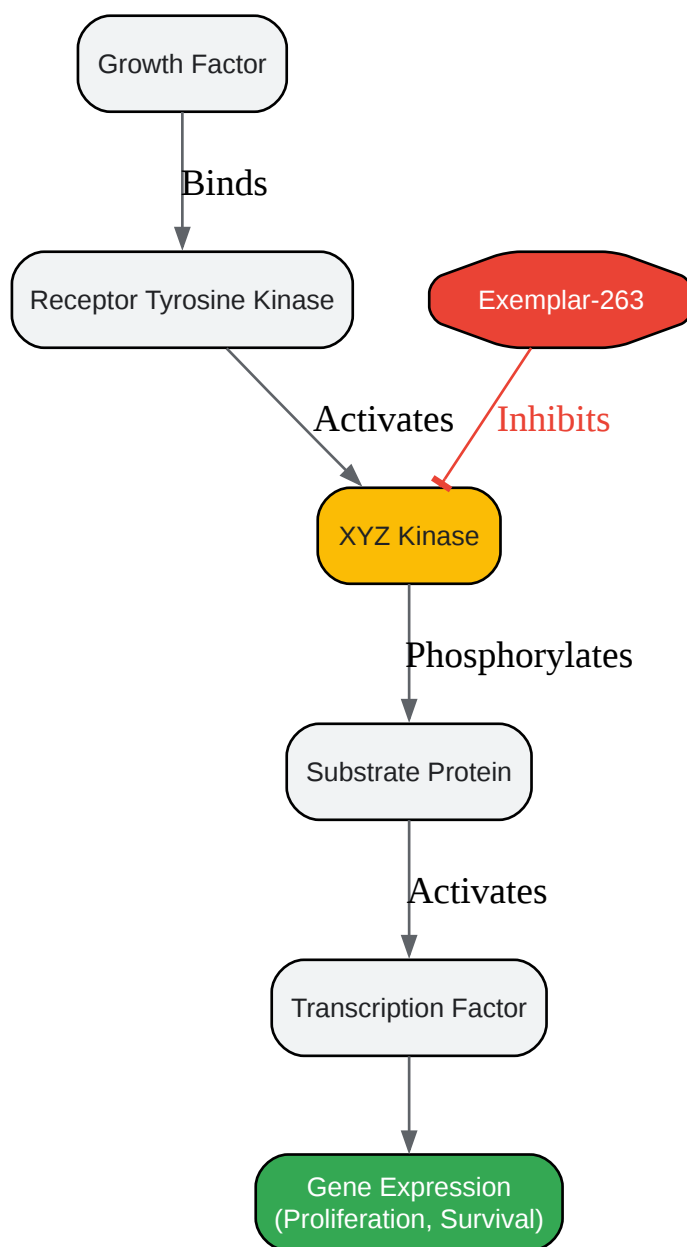 Growth Factor
Binds
Receptor Tyrosine Kinase
Exemplar-263
Activates
Inhibits
XYZ Kinase
Phosphorylates
Substrate Protein
Activates
Transcription Factor
Gene Expression
(Proliferation, Survival)